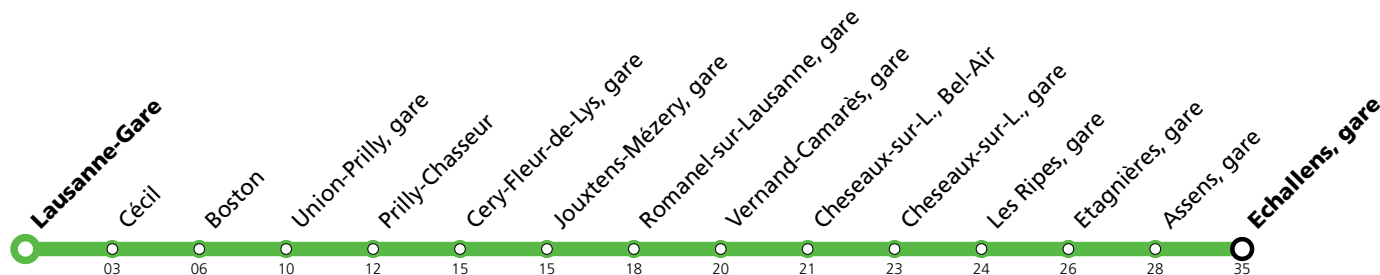 Lausanne-Gare
Cécil
Boston
Union-Prilly, gare
Prilly-Chasseur
Cery-Fleur-de-Lys, gare
Jouxtens-Mézery, gare
Romanel-sur-Lausanne, gare
Vernand-Camarès, gare
Cheseaux-sur-L., Bel-Air
Cheseaux-sur-L., gare
Les Ripes, gare
Etagnières, gare
Assens, gare
Echallens, gare
03 06 10 12 15 15 18 20 21 23 24 26 28 35